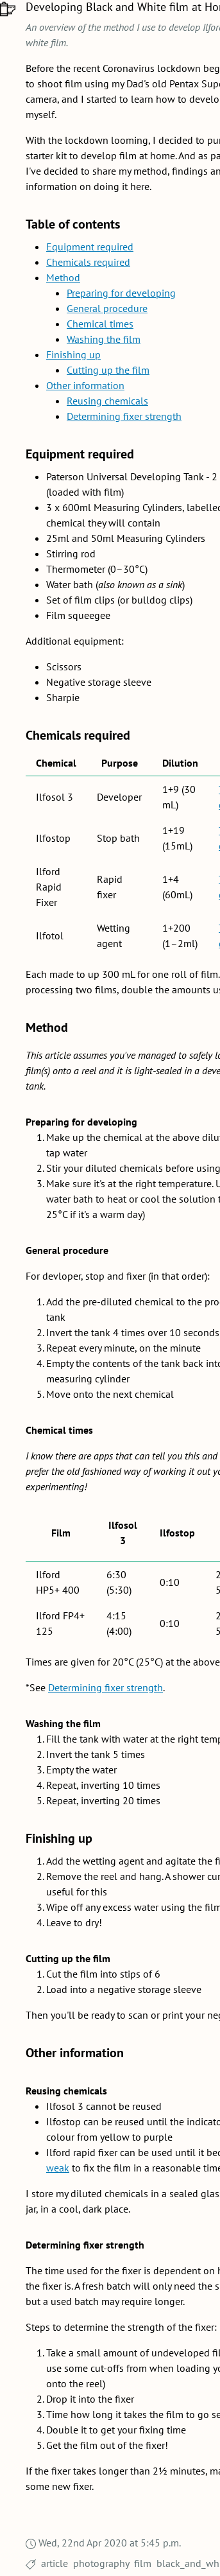 Developing Black and White film at Ho
An overview of the method I use to develop Ilfor
white film.
Before the recent Coronavirus lockdown beg
to shoot film using my Dad's old Pentax Sup
camera, and I started to learn how to develo
myself.
With the lockdown looming, I decided to pu
starter kit to develop film at home. And as pa
I've decided to share my method, findings an
information on doing it here.
Table of contents
Equipment required
Chemicals required
Method
Preparing for developing
General procedure
Chemical times
Washing the film
Finishing up
Cutting up the film
Other information
Reusing chemicals
Determining fixer strength
Equipment required
Paterson Universal Developing Tank - 2
(loaded with film)
3 x 600ml Measuring Cylinders, labelled
chemical they will contain
25ml and 50ml Measuring Cylinders
Stirring rod
Thermometer (0–30°C)
Water bath (also known as a sink)
Set of film clips (or bulldog clips)
Film squeegee
Additional equipment:
Scissors
Negative storage sleeve
Sharpie
Chemicals required
Chemical Purpose Dilution
Ilfosol 3 Developer 1+9 (30 mL)
Ilfostop Stop bath 1+19 (15mL)
Ilford Rapid Fixer Rapid fixer 1+4 (60mL)
Ilfotol Wetting agent 1+200 (1–2ml)
Each made to up 300 mL for one roll of film.
processing two films, double the amounts us
Method
This article assumes you've managed to safely lo
film(s) onto a reel and it is light-sealed in a deve
tank.
Preparing for developing
1. Make up the chemical at the above dilut
tap water
2. Stir your diluted chemicals before using
3. Make sure it's at the right temperature. U
water bath to heat or cool the solution t
25°C if it's a warm day)
General procedure
For devloper, stop and fixer (in that order):
1. Add the pre-diluted chemical to the pro
tank
2. Invert the tank 4 times over 10 seconds
3. Repeat every minute, on the minute
4. Empty the contents of the tank back into
measuring cylinder
5. Move onto the next chemical
Chemical times
I know there are apps that can tell you this and
prefer the old fashioned way of working it out yo
experimenting!
Film Ilfosol 3 Ilfostop
Ilford HP5+ 400 6:30 (5:30) 0:10
Ilford FP4+ 125 4:15 (4:00) 0:10
Times are given for 20°C (25°C) at the above
*See Determining fixer strength.
Washing the film
1. Fill the tank with water at the right temp
2. Invert the tank 5 times
3. Empty the water
4. Repeat, inverting 10 times
5. Repeat, inverting 20 times
Finishing up
1. Add the wetting agent and agitate the fi
2. Remove the reel and hang. A shower cur
useful for this
3. Wipe off any excess water using the film
4. Leave to dry!
Cutting up the film
1. Cut the film into stips of 6
2. Load into a negative storage sleeve
Then you'll be ready to scan or print your neg
Other information
Reusing chemicals
Ilfosol 3 cannot be reused
Ilfostop can be reused until the indicato
colour from yellow to purple
Ilford rapid fixer can be used until it bec
weak to fix the film in a reasonable time
I store my diluted chemicals in a sealed glas
jar, in a cool, dark place.
Determining fixer strength
The time used for the fixer is dependent on h
the fixer is. A fresh batch will only need the s
but a used batch may require longer.
Steps to determine the strength of the fixer:
1. Take a small amount of undeveloped fil
use some cut-offs from when loading yo
onto the reel)
2. Drop it into the fixer
3. Time how long it takes the film to go se
4. Double it to get your fixing time
5. Get the film out of the fixer!
If the fixer takes longer than 2½ minutes, ma
some new fixer.
Wed, 22nd Apr 2020 at 5:45 p.m.
article photography film black_and_wh